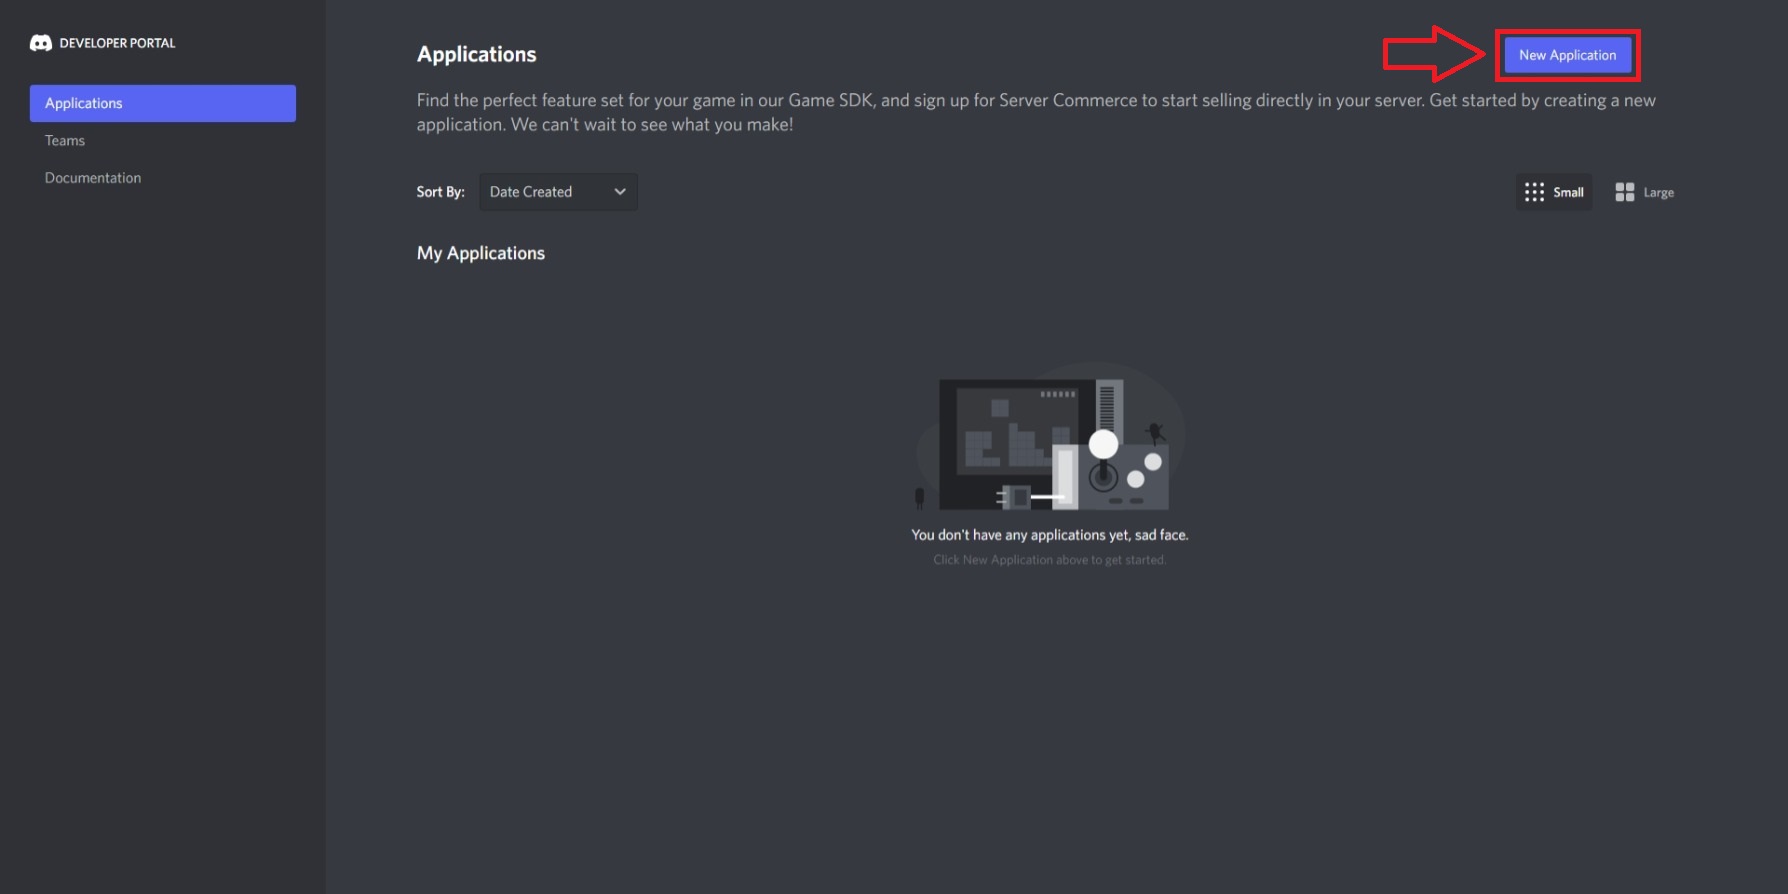 DEVELOPER PORTAL
Applications
Teams
Documentation
Applications
New Application
Find the perfect feature set for your game in our Game SDK, and sign up for Server Commerce to start selling directly in your server. Get started by creating a new
application. We can't wait to see what you make!
Sort By: Date Created
Small Large
My Applications
You don't have any applications yet, sad face.
Click New Application above to get started.